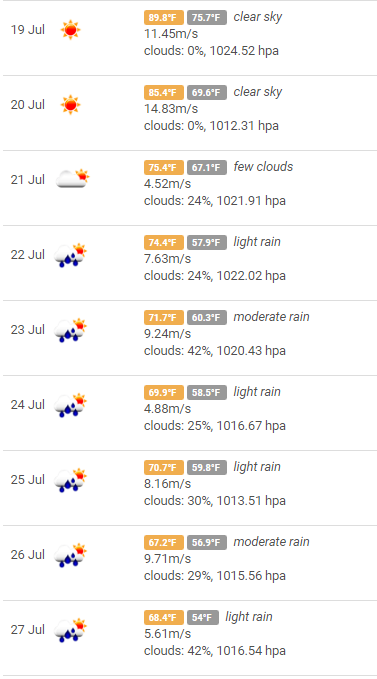 19 Jul
89.8°F 75.7°F clear sky
11.45m/s
clouds: 0%, 1024.52 hpa
20 Jul
85.4°F 69.6°F clear sky
14.83m/s
clouds: 0%, 1012.31 hpa
21 Jul
75.4°F 67.1°F few clouds
4.52m/s
clouds: 24%, 1021.91 hpa
22 Jul
74.4°F 57.9°F light rain
7.63m/s
clouds: 24%, 1022.02 hpa
23 Jul
71.7°F 60.3°F moderate rain
9.24m/s
clouds: 42%, 1020.43 hpa
24 Jul
69.9°F 58.5°F light rain
4.88m/s
clouds: 25%, 1016.67 hpa
25 Jul
70.7°F 59.8°F light rain
8.16m/s
clouds: 30%, 1013.51 hpa
26 Jul
67.2°F 56.9°F moderate rain
9.71m/s
clouds: 29%, 1015.56 hpa
27 Jul
68.4°F 54°F light rain
5.61m/s
clouds: 42%, 1016.54 hpa